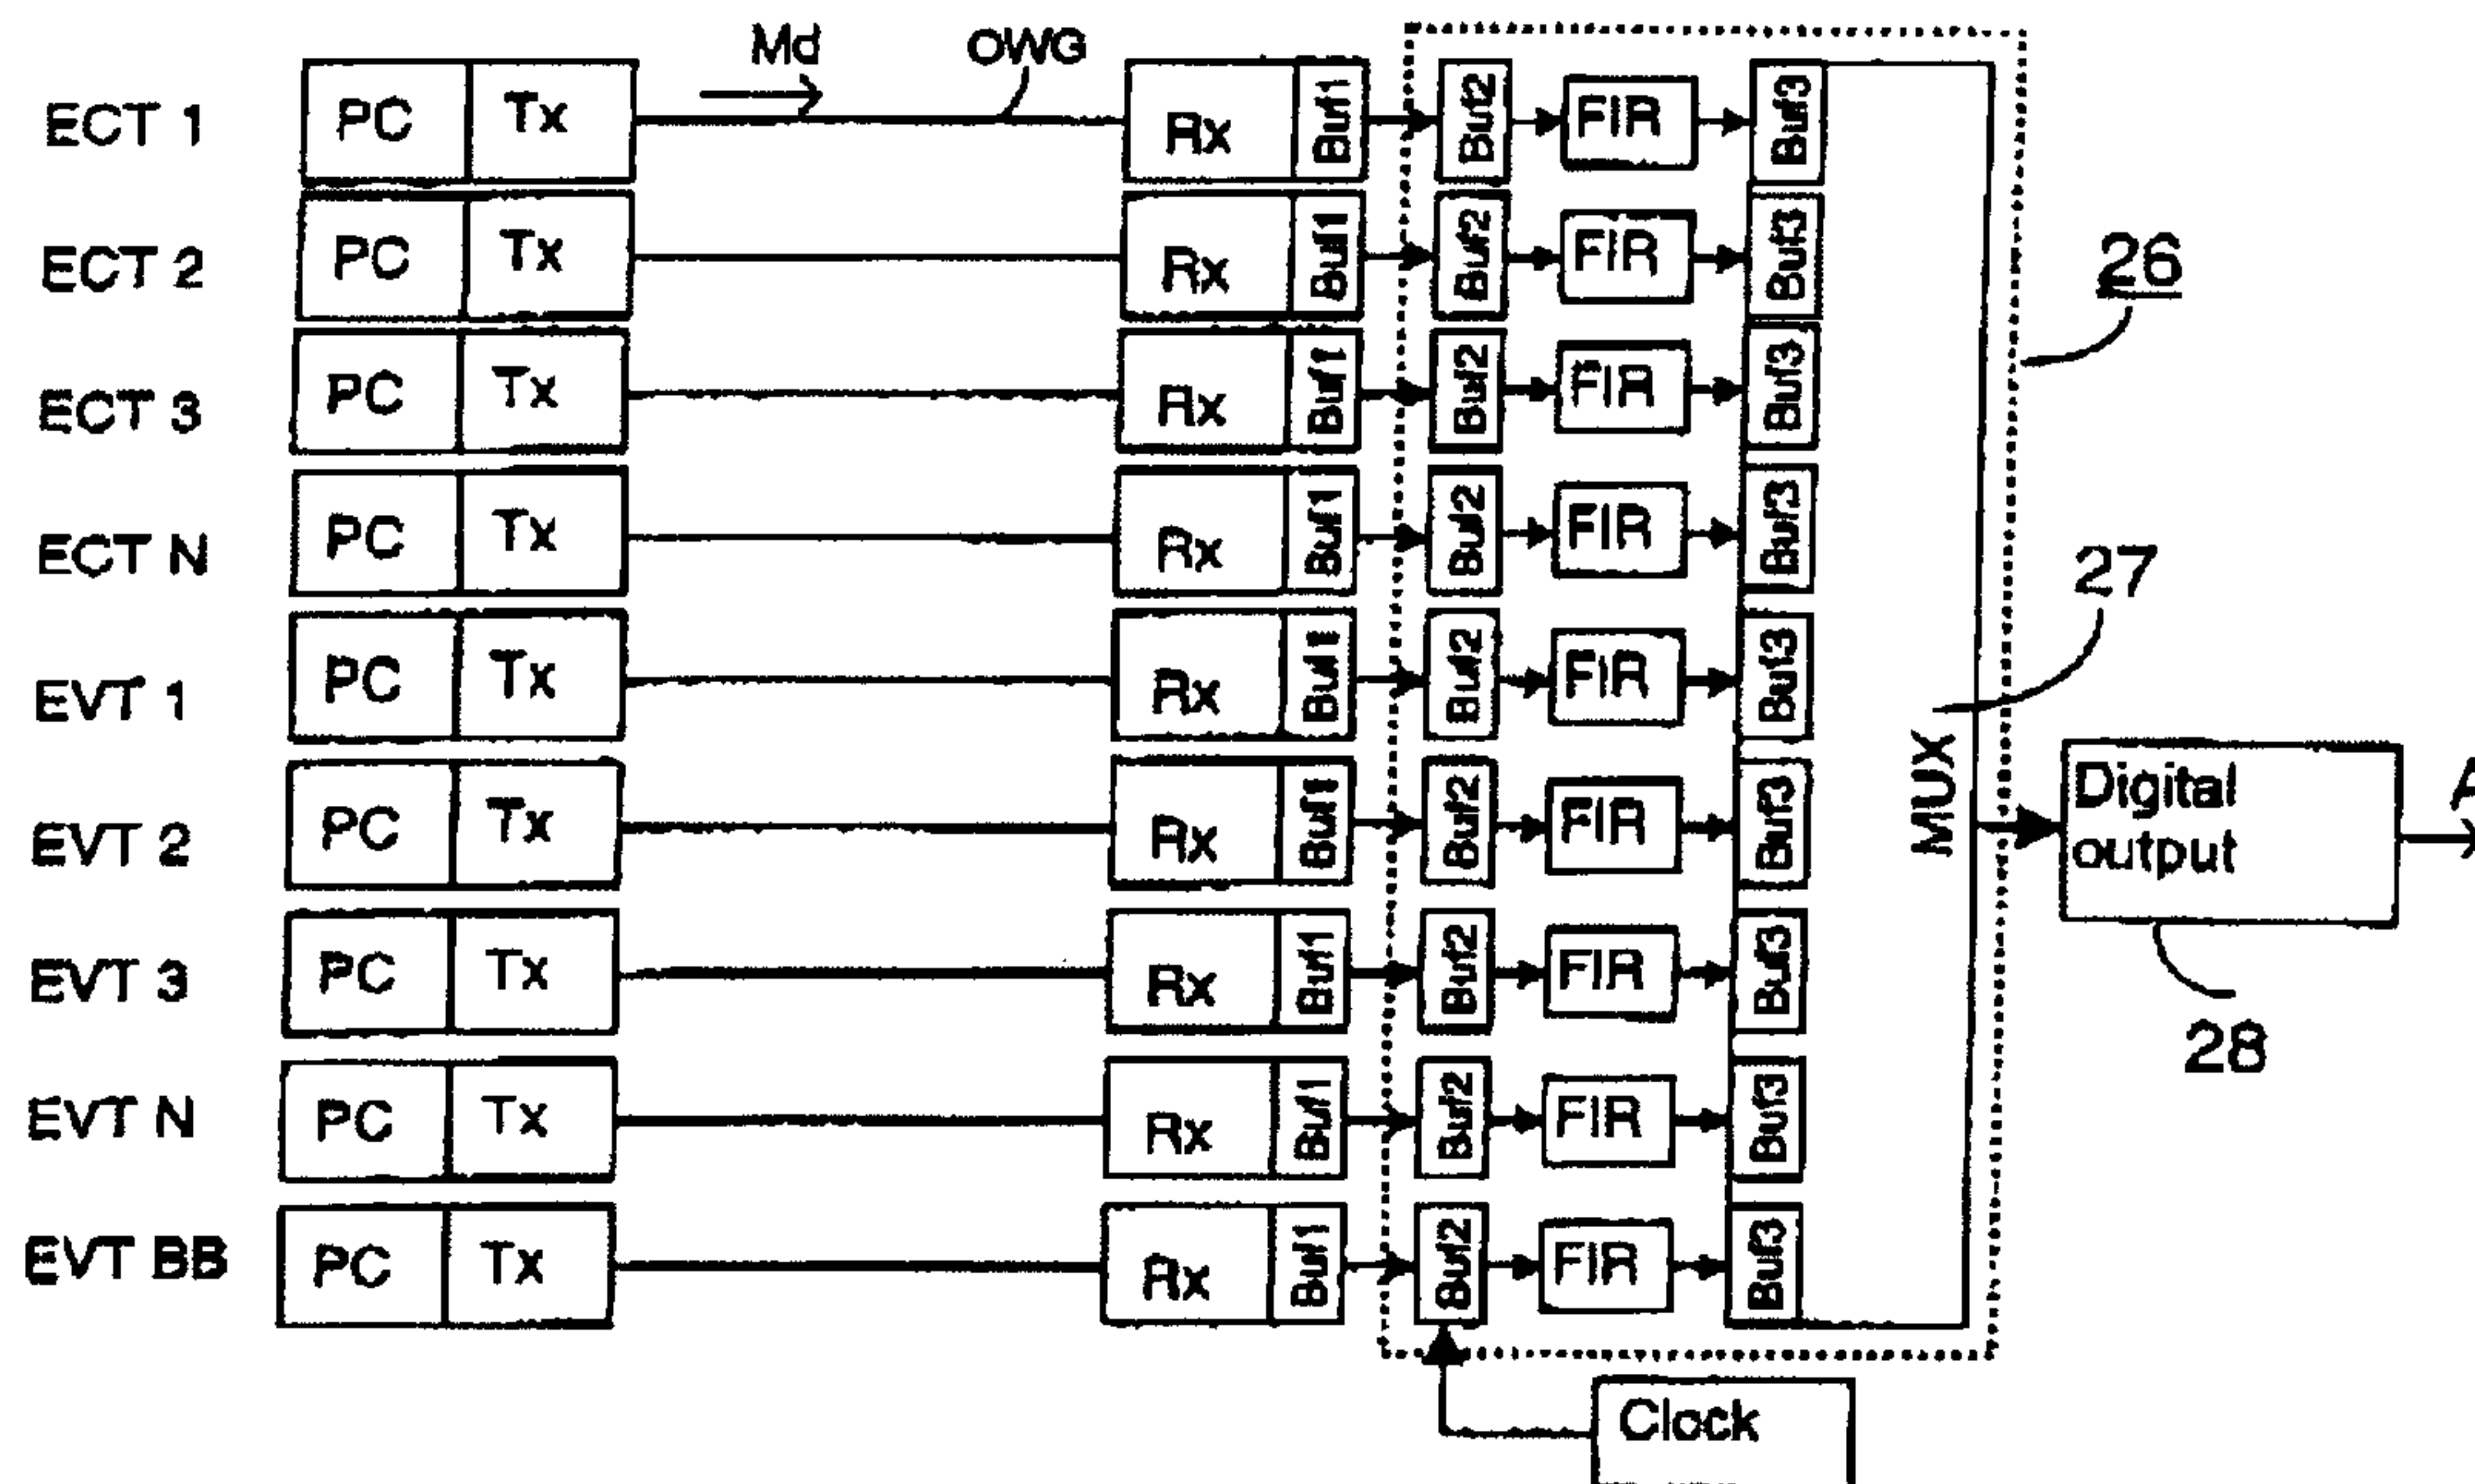 Md OWG
ECT 1 PC Tx Rx Buf1 Buf2 FIR Buf3
ECT 2 PC Tx Rx Buf1 Buf2 FIR Buf3
26
ECT 3 PC Tx Rx Buf1 Buf2 FIR Buf3
ECT N PC Tx Rx Buf1 Buf2 FIR Buf3
27
EVT 1 PC Tx Rx Buf1 Buf2 FIR Buf3
MUX
EVT 2 PC Tx Rx Buf1 Buf2 FIR Buf3
Digital
output
A
EVT 3 PC Tx Rx Buf1 Buf2 FIR Buf3
28
EVT N PC Tx Rx Buf1 Buf2 FIR Buf3
EVT BB PC Tx Rx Buf1 Buf2 FIR Buf3
Clock